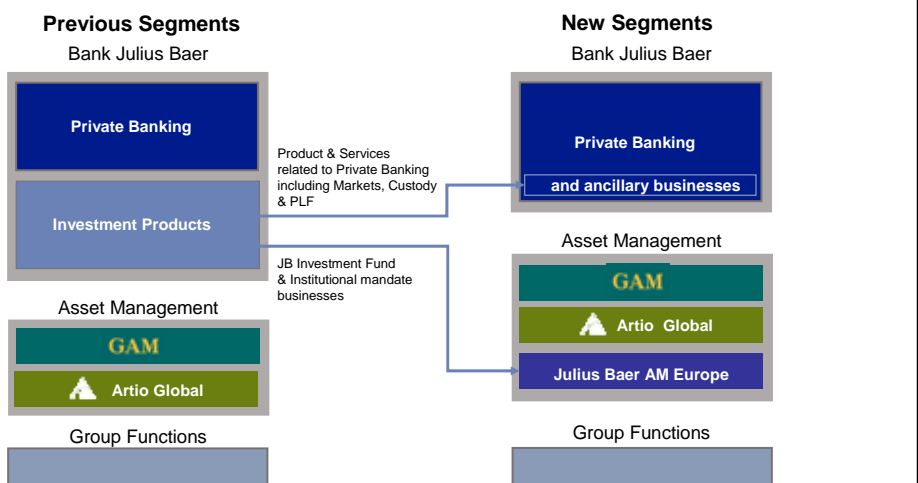 Previous Segments
Bank Julius Baer
Private Banking
Investment Products
Asset Management
GAM
Artio Global
Group Functions
Product & Services
related to Private Banking
including Markets, Custody
& PLF
JB Investment Fund
& Institutional mandate
businesses
New Segments
Bank Julius Baer
Private Banking
and ancillary businesses
Asset Management
GAM
Artio Global
Julius Baer AM Europe
Group Functions